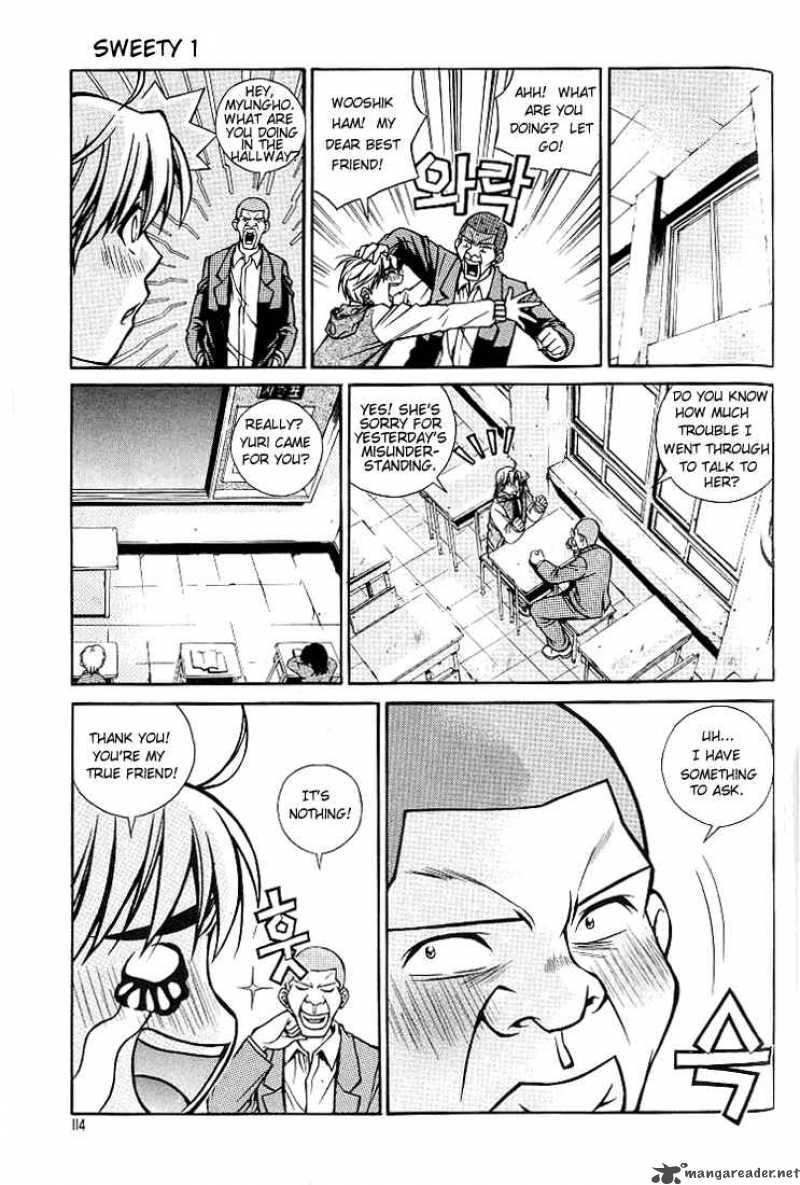 SWEETY 1
HEY,
MYUNGHO.
WHAT ARE
YOU DOING
IN THE
HALLWAY?
WOOSHIK
HAM! MY
DEAR BEST
FRIEND!
AHH! WHAT
ARE YOU
DOING? LET
GO!
와락
REALLY?
YURI CAME
FOR YOU?
YES! SHE'S
SORRY FOR
YESTERDAY'S
MISUNDER-
STANDING.
DO YOU KNOW
HOW MUCH
TROUBLE I
WENT THROUGH
TO TALK TO
HER?
THANK YOU!
YOU'RE MY
TRUE FRIEND!
IT'S
NOTHING!
훗
UH...
I HAVE
SOMETHING
TO ASK.
슥
114
mangareader.net